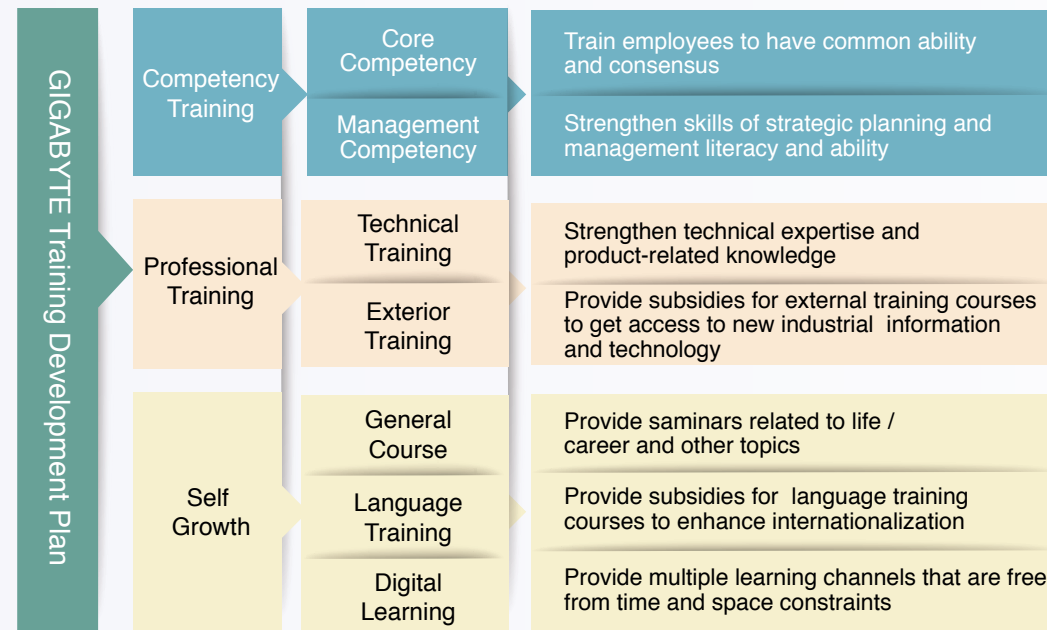 GIGABYTE Training Development Plan
Competency
Training
Core
Competency
Train employees to have common ability
and consensus
Management
Competency
Strengthen skills of strategic planning and
management literacy and ability
Professional
Training
Technical
Training
Strengthen technical expertise and
product-related knowledge
Exterior
Training
Provide subsidies for external training courses
to get access to new industrial  information
and technology
Self
Growth
General
Course
Provide saminars related to life /
career and other topics
Language
Training
Provide subsidies for  language training
courses to enhance internationalization
Digital
Learning
Provide multiple learning channels that are free
from time and space constraints